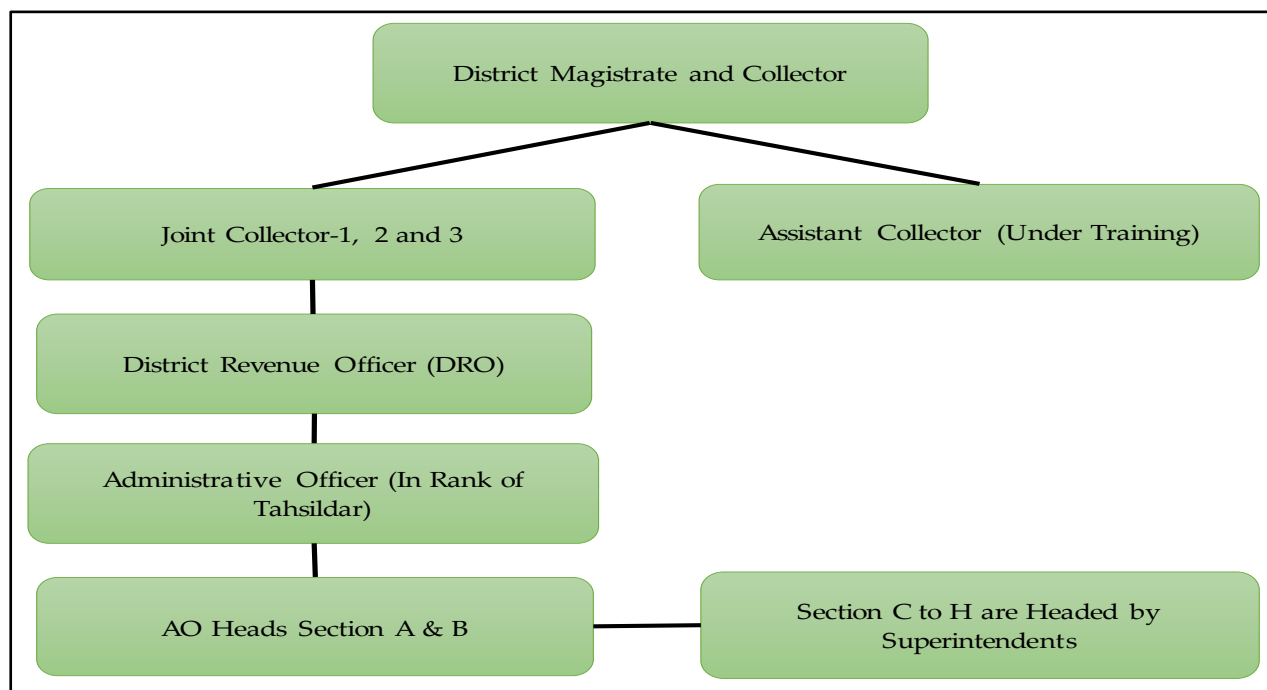 District Magistrate and Collector
Joint Collector-1, 2 and 3
Assistant Collector (Under Training)
District Revenue Officer (DRO)
Administrative Officer (In Rank of
Tahsildar)
AO Heads Section A & B
Section C to H are Headed by
Superintendents